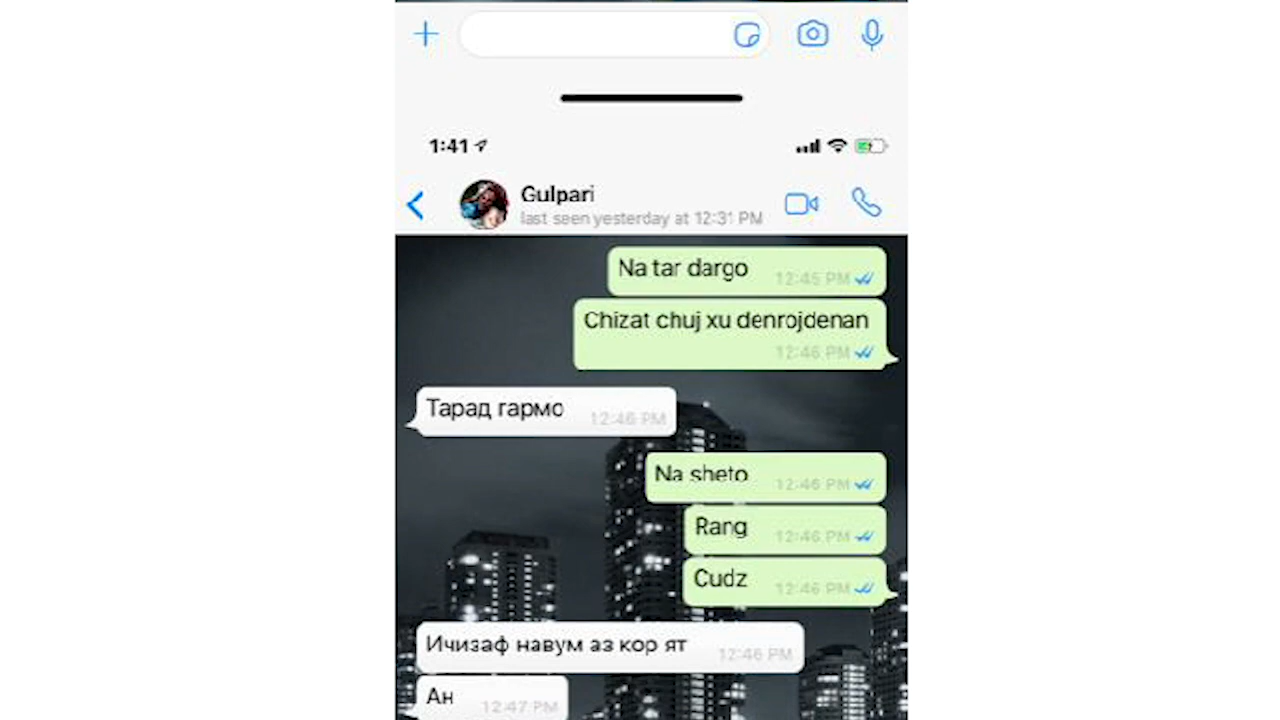 1:41
Gulpari
last seen yesterday at 12:31 PM
Na tar dargo
12:45 PM
Chizat chuj xu denrojdenan
12:46 PM
Тарад гармо
12:46 PM
Na sheto
12:46 PM
Rang
12:46 PM
Cudz
12:46 PM
Ичизаф навум аз кор ят
12:46 PM
Ан
12:47 PM